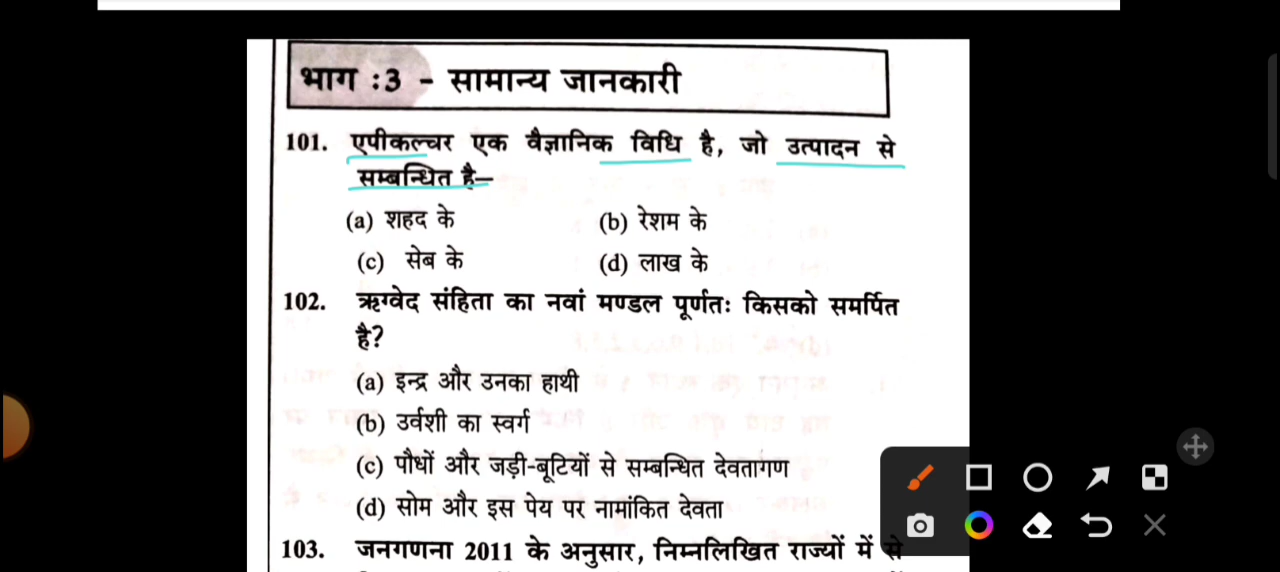 भाग :3 - सामान्य जानकारी
101. एपीकल्चर एक वैज्ञानिक विधि है, जो उत्पादन से
सम्बन्धित है–
(a) शहद के (b) रेशम के
(c) सेब के (d) लाख के
102. ऋग्वेद संहिता का नवां मण्डल पूर्णतः किसको समर्पित
है?
(a) इन्द्र और उनका हाथी
(b) उर्वशी का स्वर्ग
(c) पौधों और जड़ी-बूटियों से सम्बन्धित देवतागण
(d) सोम और इस पेय पर नामांकित देवता
103. जनगणना 2011 के अनुसार, निम्नलिखित राज्यों में से